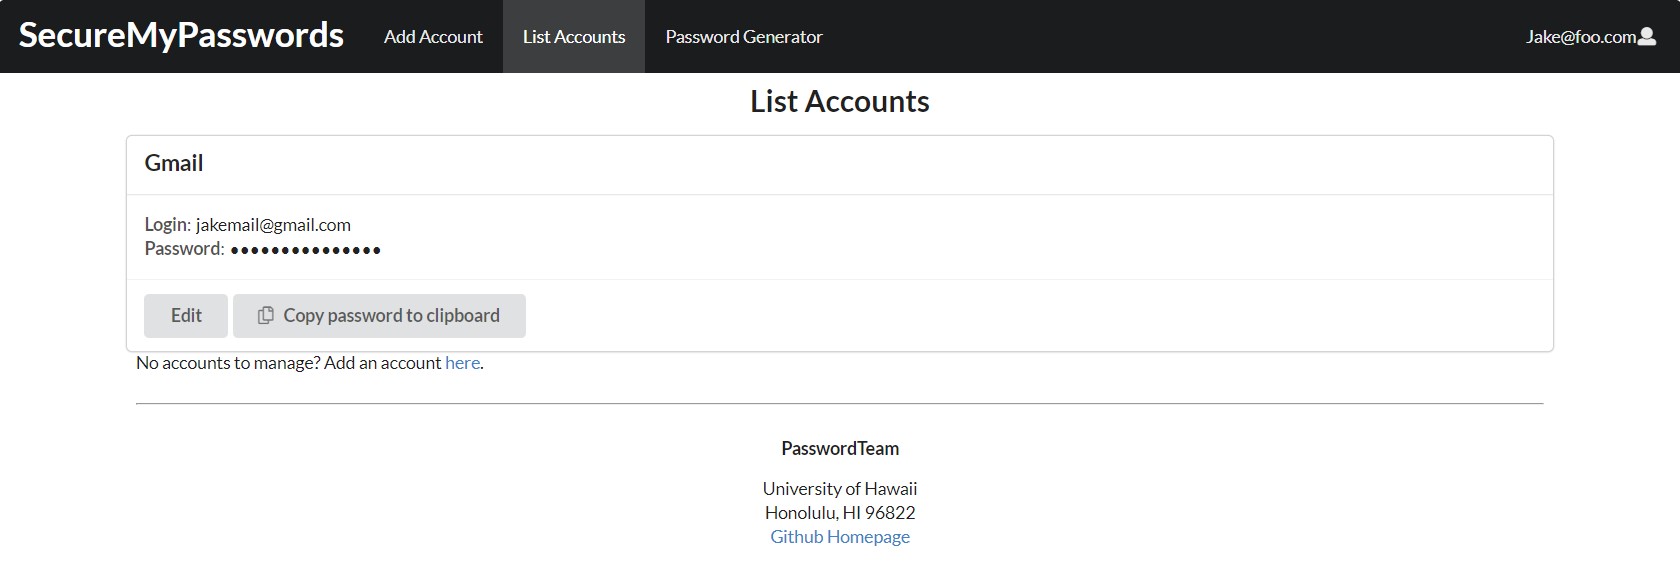 SecureMyPasswords Add Account List Accounts Password Generator Jake@foo.com
List Accounts
Gmail
Login: jakemail@gmail.com
Password: ●●●●●●●●●●●●●●●
Edit Copy password to clipboard
No accounts to manage? Add an account here.
PasswordTeam
University of Hawaii
Honolulu, HI 96822
Github Homepage